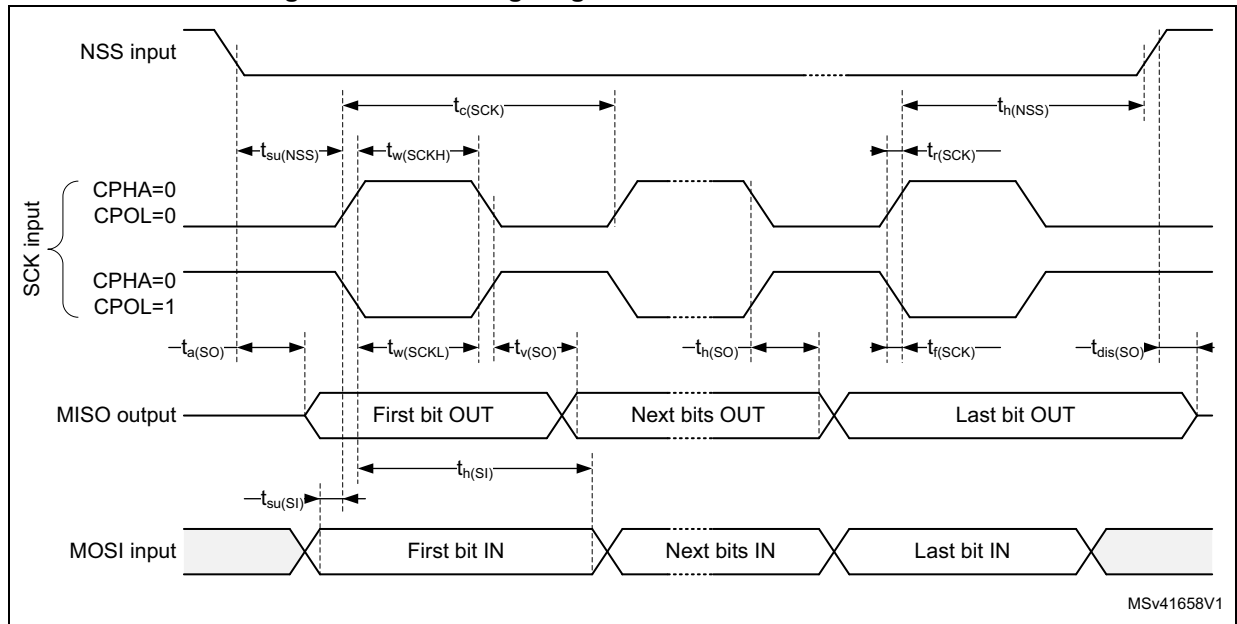 NSS input
tc(SCK)
th(NSS)
tsu(NSS)
tw(SCKH)
tr(SCK)
SCK input
CPHA=0
CPOL=0
CPHA=0
CPOL=1
ta(SO)
tw(SCKL)
tv(SO)
th(SO)
tf(SCK)
tdis(SO)
MISO output
First bit OUT
Next bits OUT
Last bit OUT
th(SI)
tsu(SI)
MOSI input
First bit IN
Next bits IN
Last bit IN
MSv41658V1